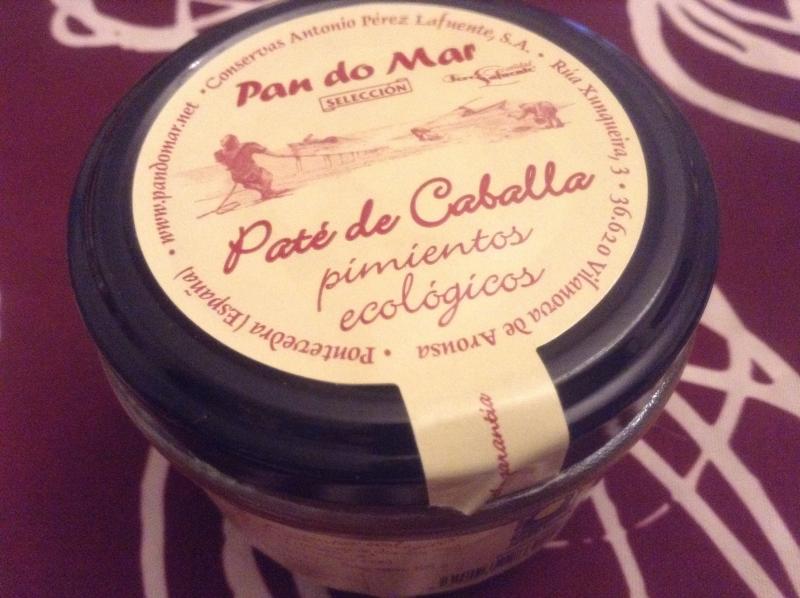 Conservas Antonio Pérez Lafuente, S.A. • Rúa Xunqueira, 3 • 36.620 Vilanova de Arousa • Pontevedra (España) • www.pandomar.net •
Pan do Mar
SELECCIÓN
Paté de Caballa
pimientos
ecológicos
garantía